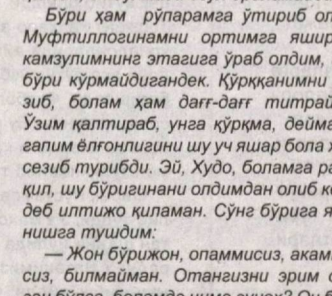 Бўри ҳам рўпарамга ўтириб ол
Муфтиллогинамни ортимга яшир
камзулимнинг этагига ўраб олдим,
бўри кўрмайдигандек. Қўрққанимни
зиб, болам ҳам дағғ-дағғ титрай
Ўзим қалтираб, унга қўрқма, дейма
гапим ёлғонлигини шу уч яшар бола
сезиб турибди. Эй, Худо, боламга ра
қил, шу бўригинани олдимдан олиб к
деб илтижо қиламан. Сўнг бўрига я
нишга тушдим:
— Жон бўрижон, опаммисиз, акам
сиз, билмайман. Отангизни эрим о